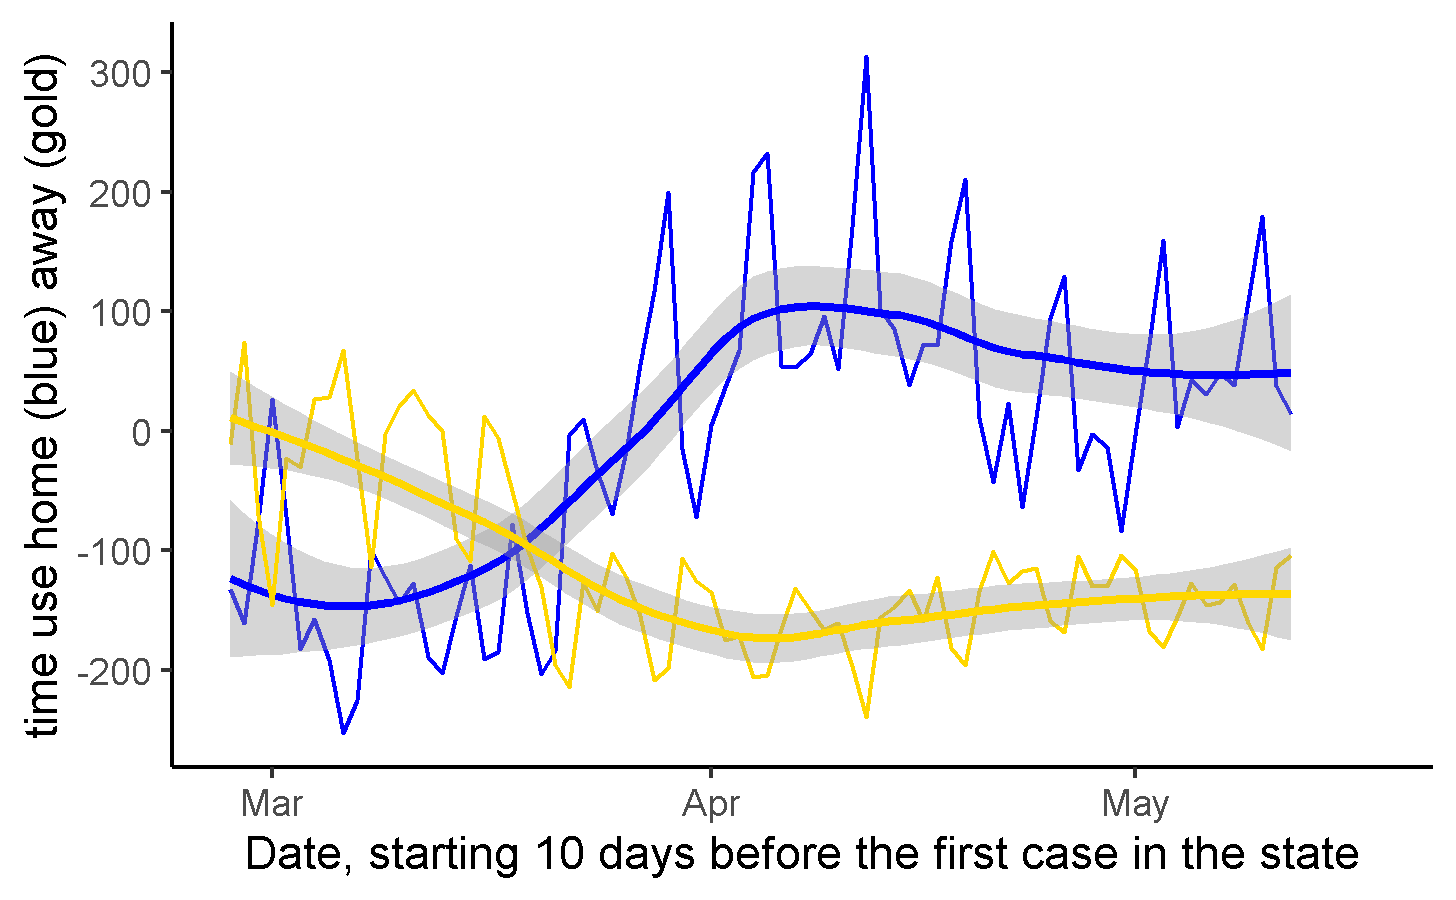 time use home (blue) away (gold)
300
200
100
0
-100
-200
Mar
Apr
May
Date, starting 10 days before the first case in the state